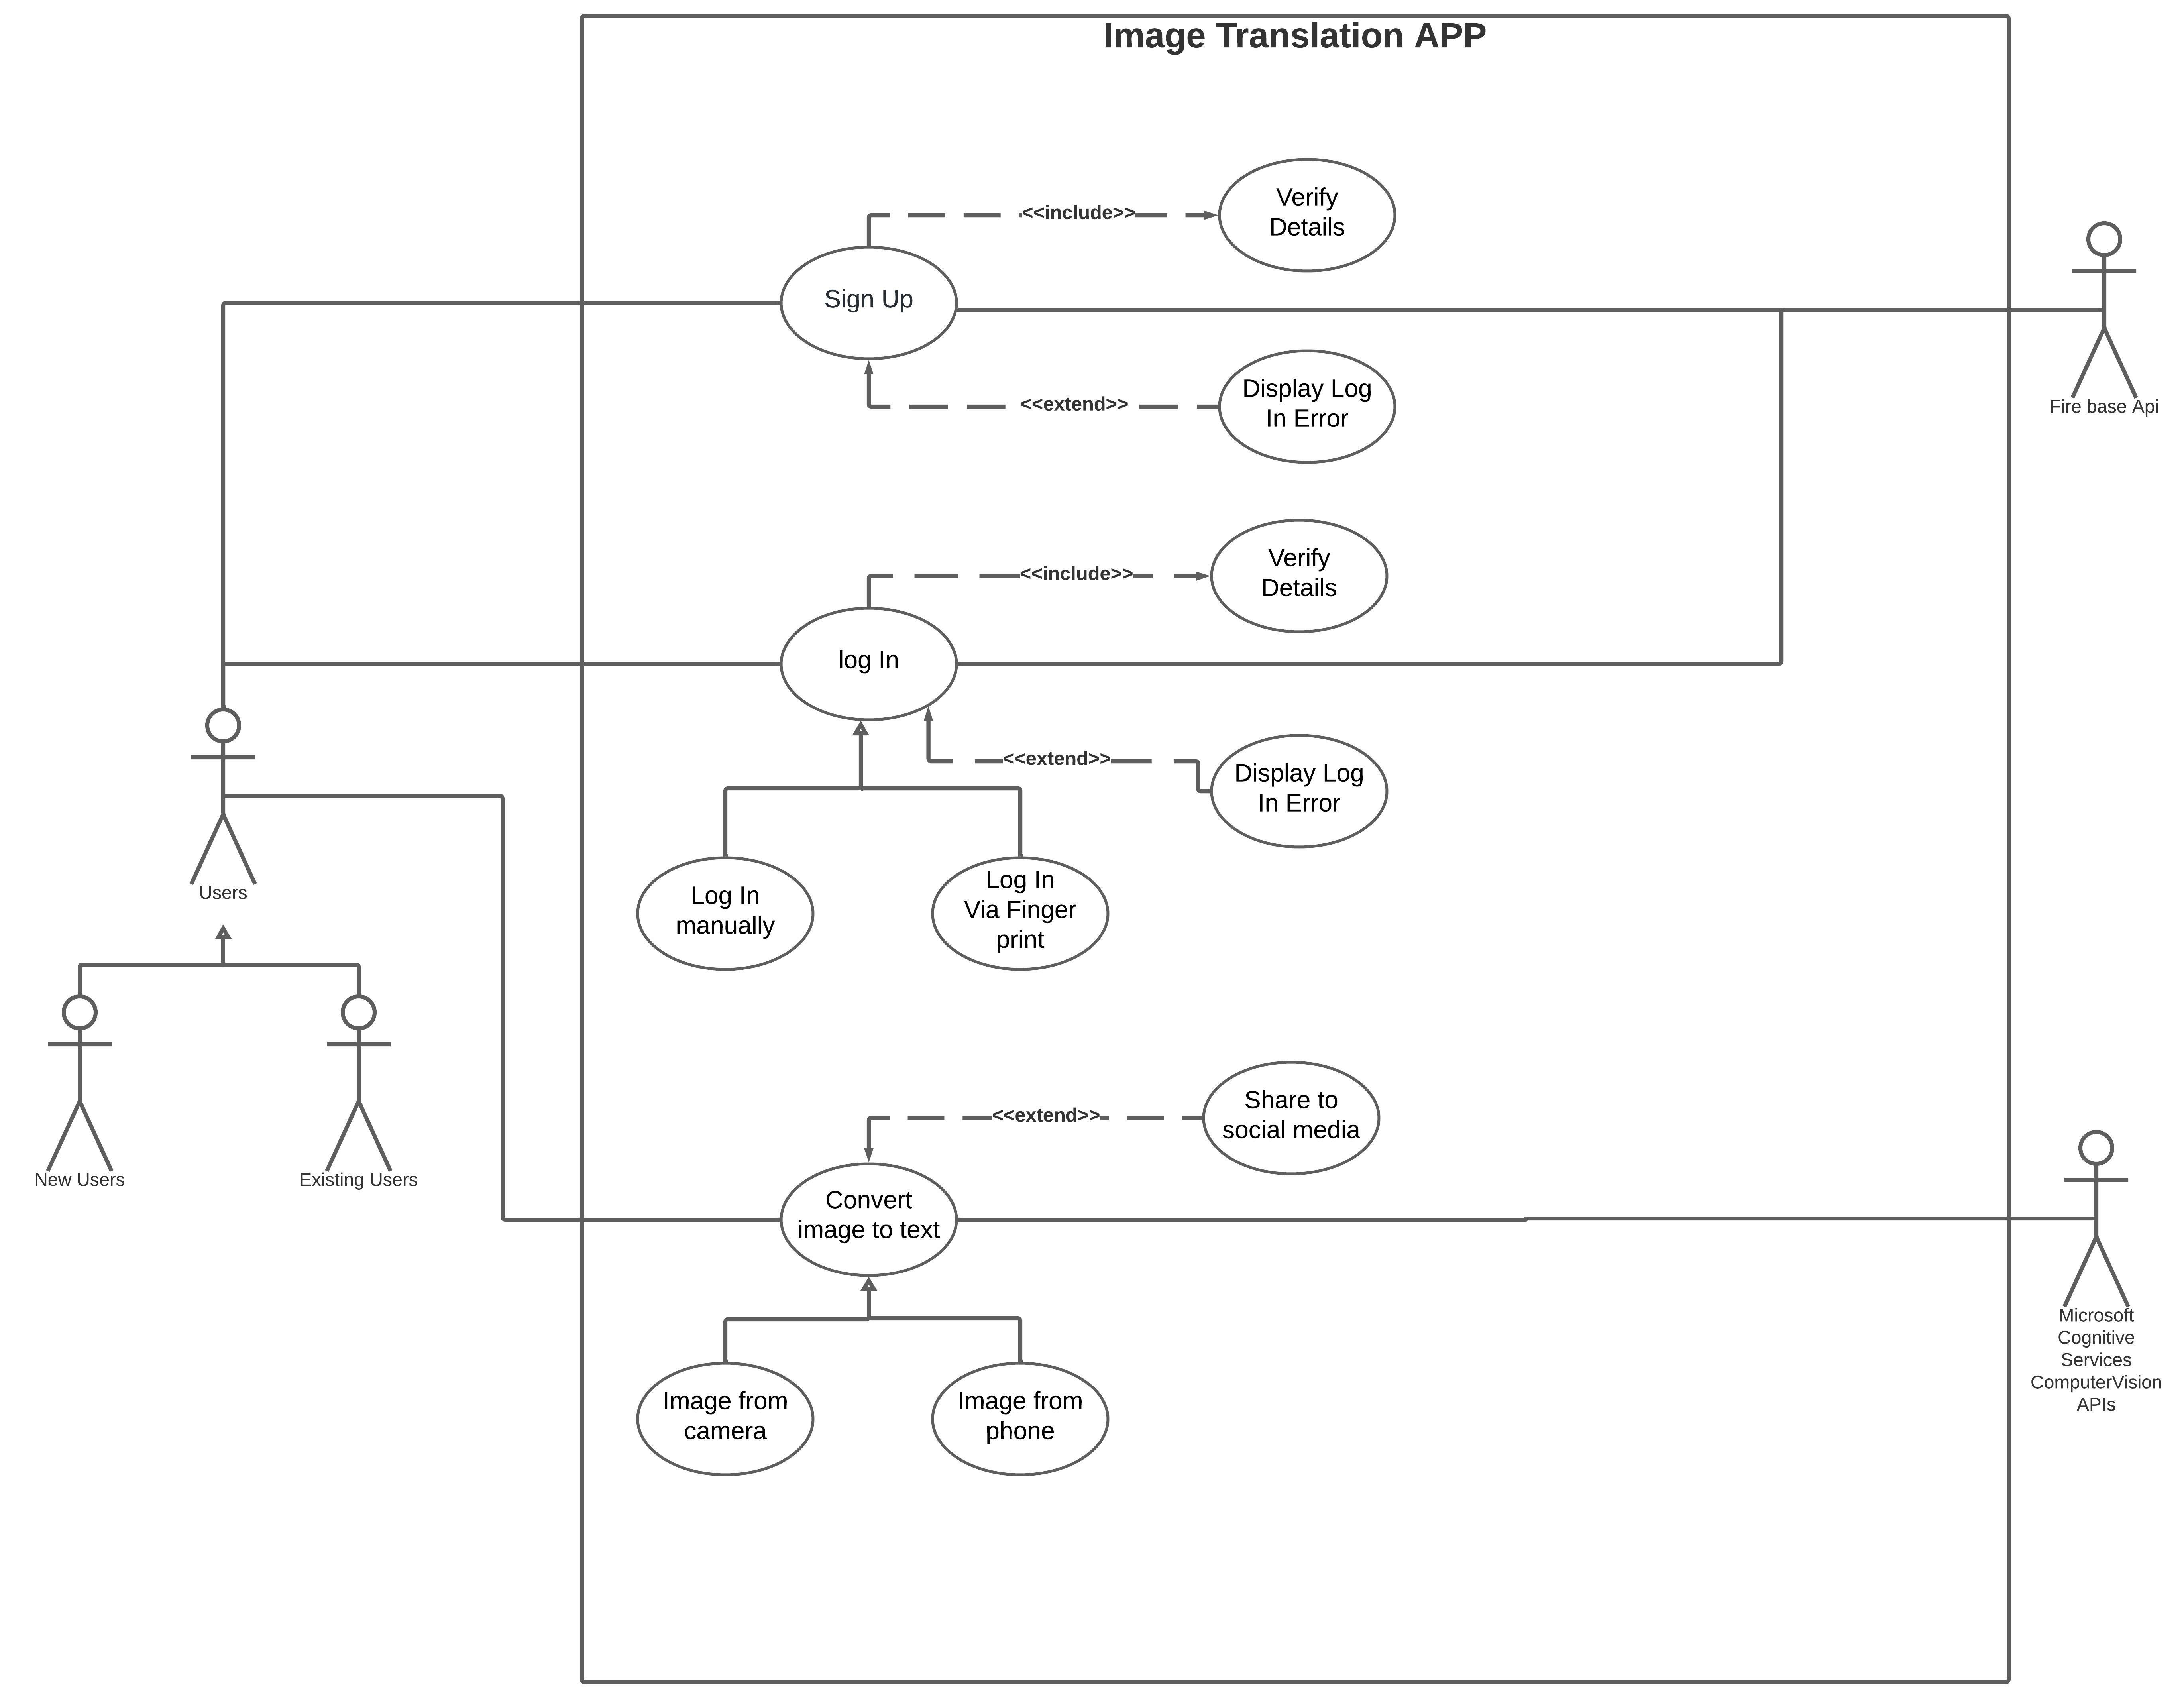 Image Translation APP
<<include>>
Verify
Details
Sign Up
<<extend>>
Display Log
In Error
Fire base Api
<<include>>
Verify
Details
log In
<<extend>>
Display Log
In Error
Log In
manually
Log In
Via Finger
print
Users
New Users
Existing Users
<<extend>>
Share to
social media
Convert
image to text
Image from
camera
Image from
phone
Microsoft
Cognitive
Services
ComputerVision
APIs